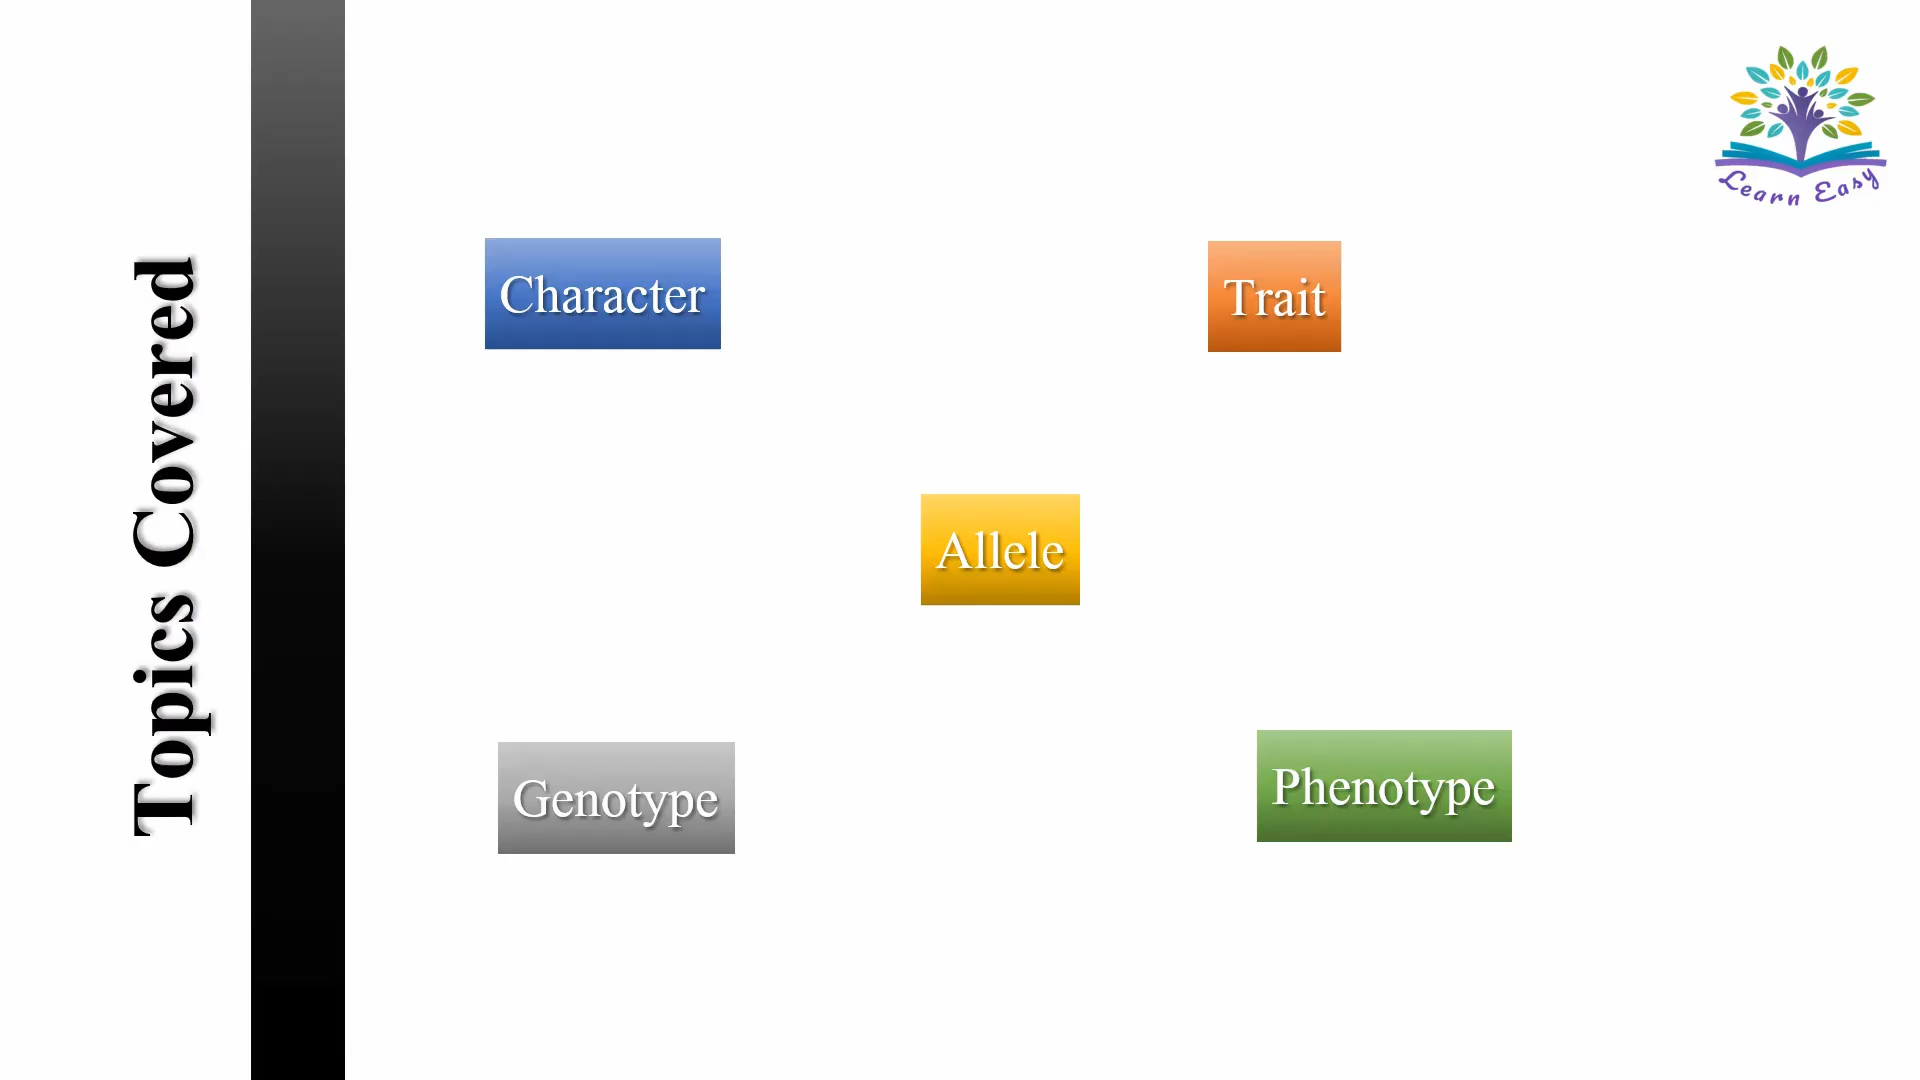 Topics Covered
Learn Easy
Character
Trait
Allele
Genotype
Phenotype